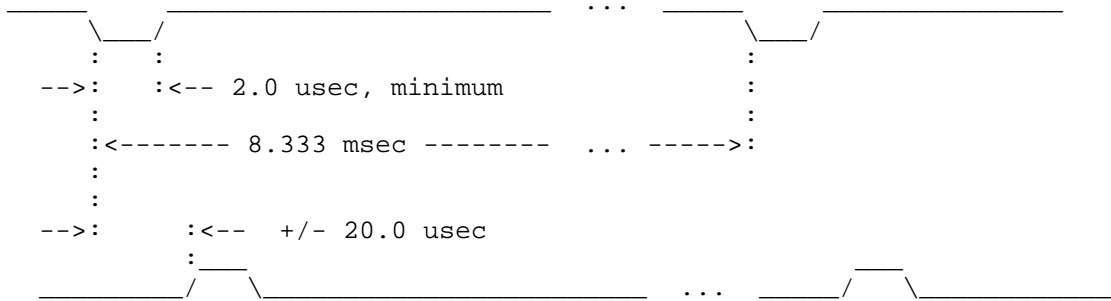 ...
-->: :<-- 2.0 usec, minimum
:<------- 8.333 msec -------- ... ----->:
-->: :<-- +/- 20.0 usec
...